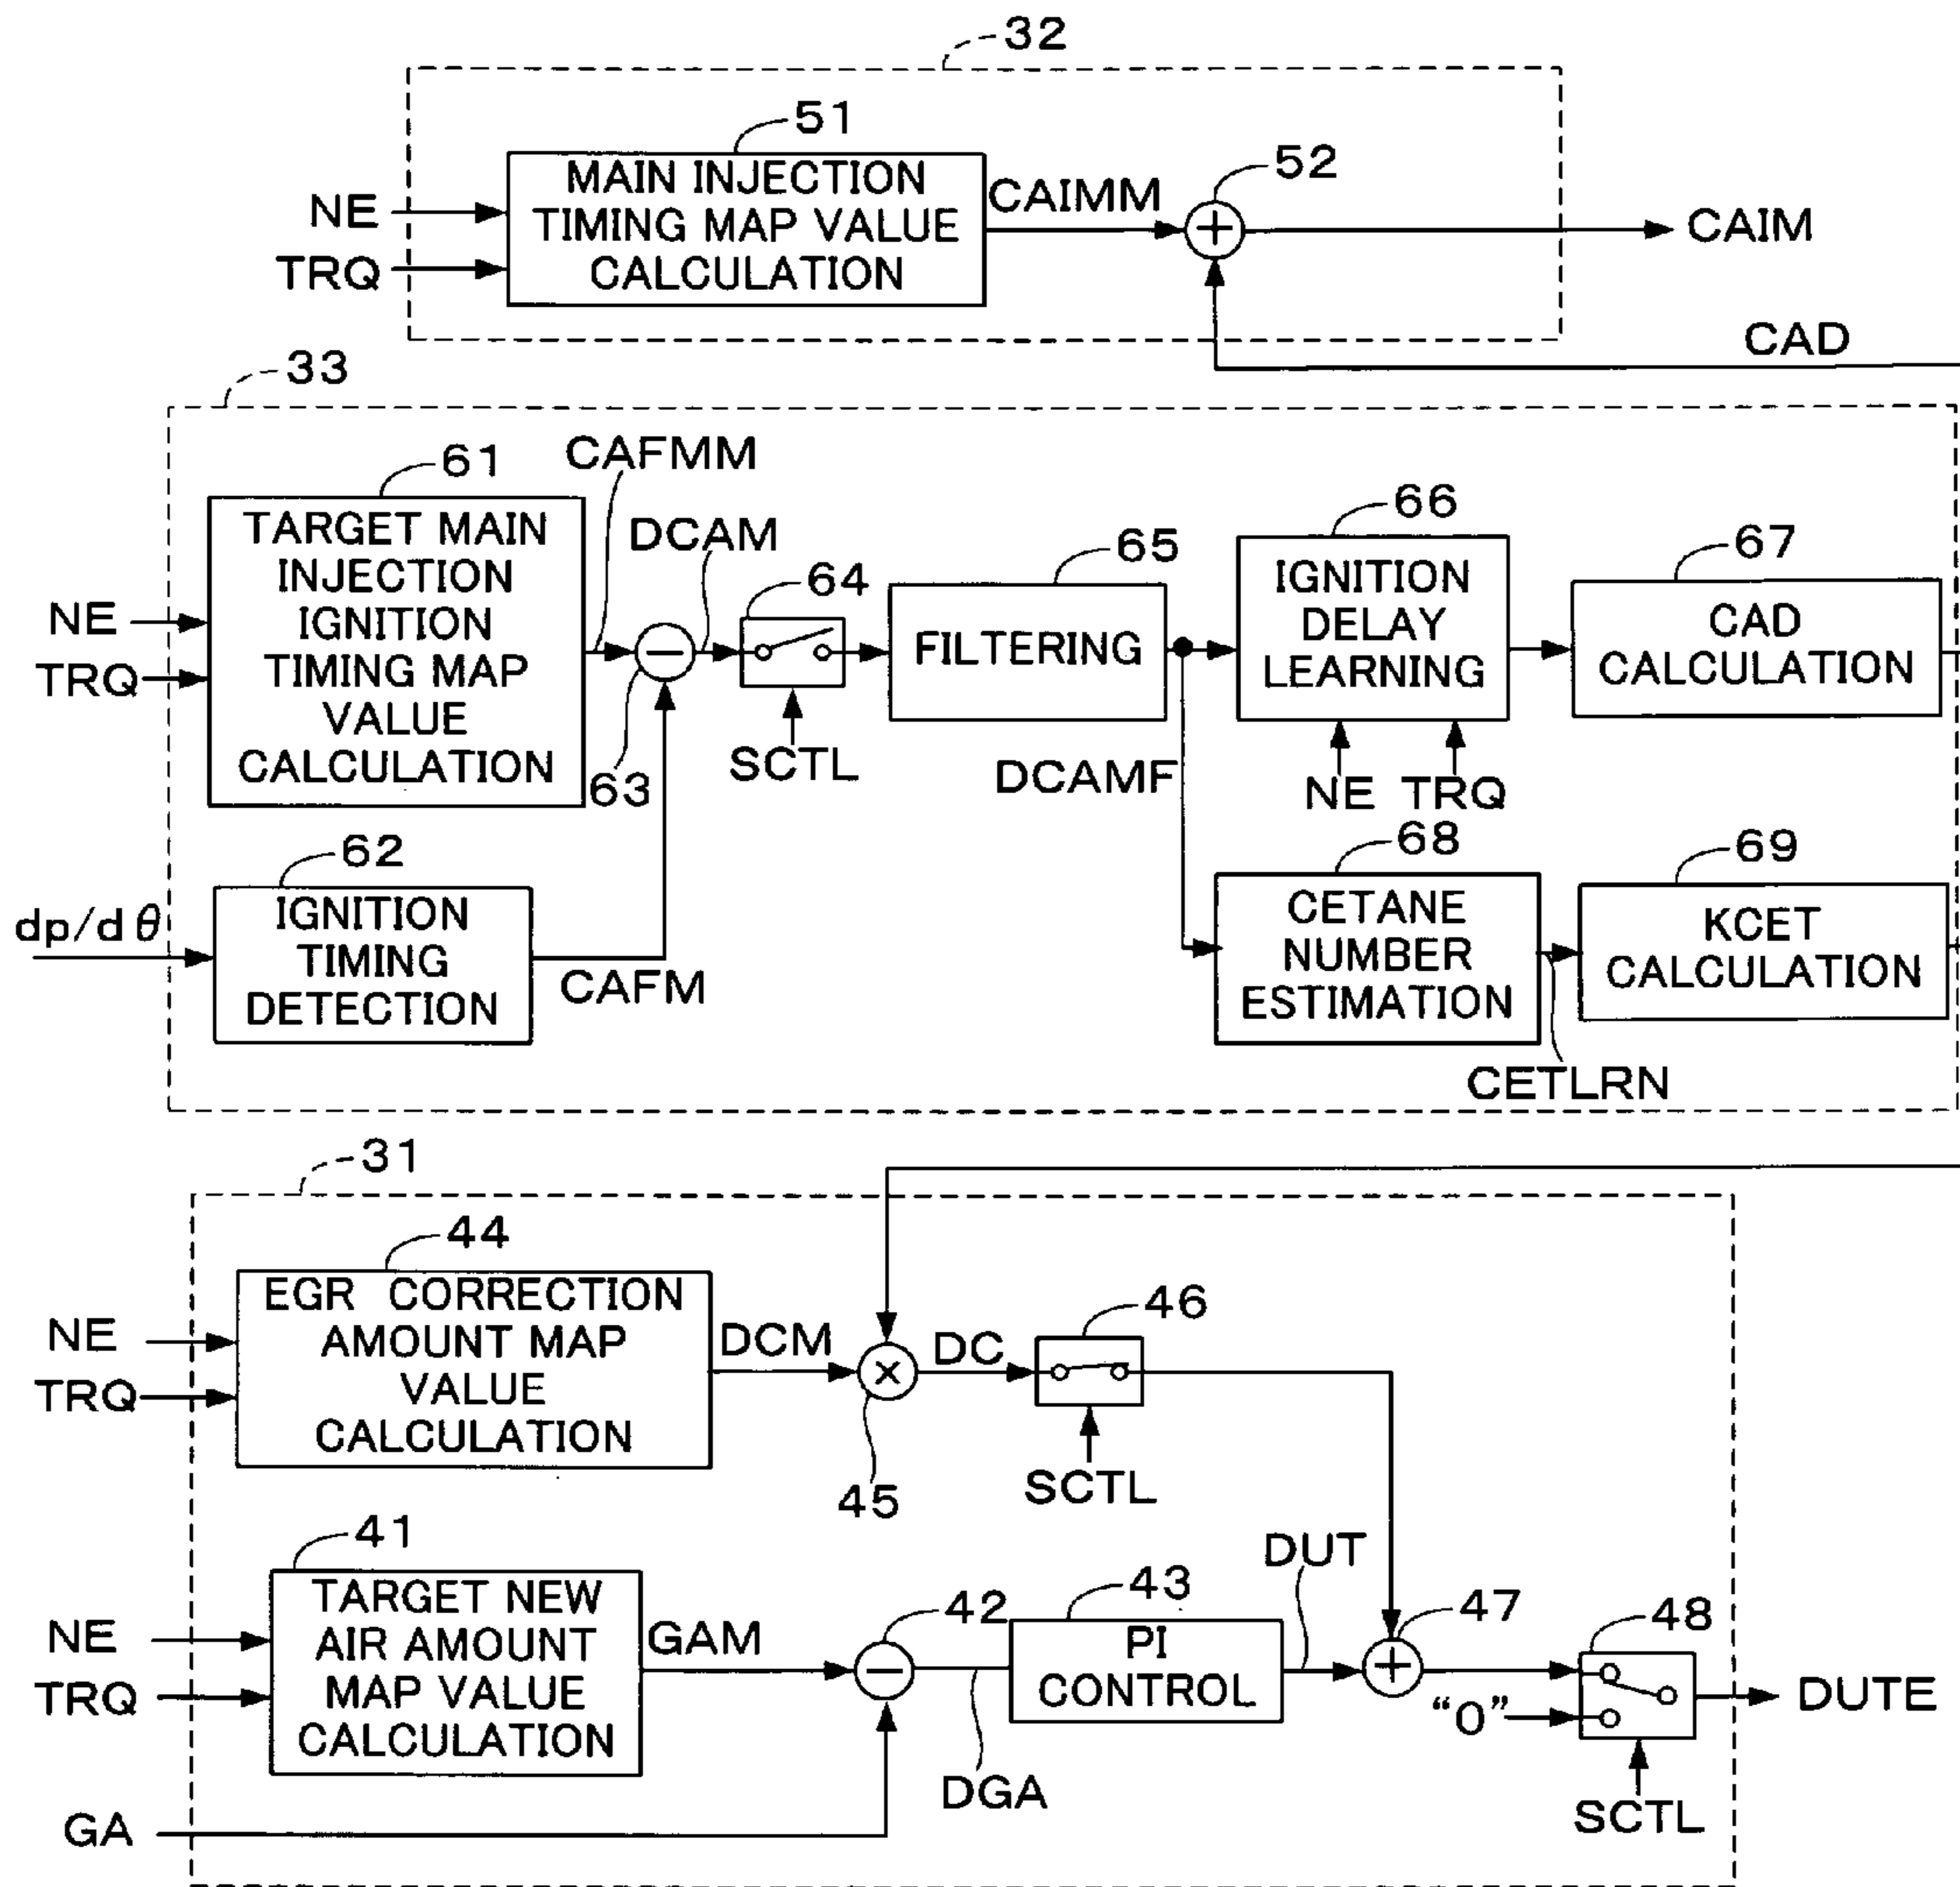 32
51
MAIN INJECTION
TIMING MAP VALUE
CALCULATION
NE
TRQ
CAIMM
52
CAIM
CAD
33
61
TARGET MAIN
INJECTION
IGNITION
TIMING MAP
VALUE
CALCULATION
NE
TRQ
CAFMM
DCAM
63
64
SCTL
65
FILTERING
DCAMF
66
IGNITION
DELAY
LEARNING
NE TRQ
67
CAD
CALCULATION
62
IGNITION
TIMING
DETECTION
dp/dθ
CAFM
68
CETANE
NUMBER
ESTIMATION
CETLRN
69
KCET
CALCULATION
31
44
EGR CORRECTION
AMOUNT MAP
VALUE
CALCULATION
NE
TRQ
DCM
×
45
DC
46
SCTL
41
TARGET NEW
AIR AMOUNT
MAP VALUE
CALCULATION
NE
TRQ
GA
GAM
42
DGA
43
PI
CONTROL
DUT
47
"0"
48
SCTL
DUTE